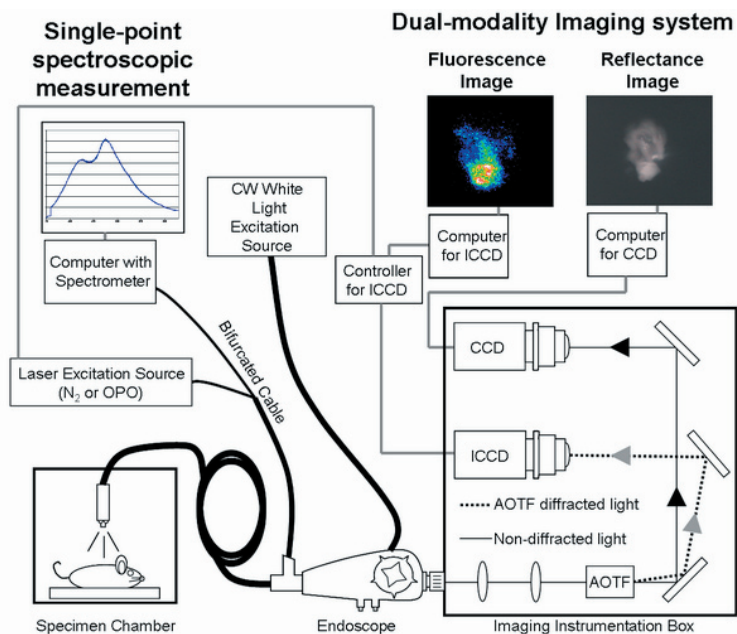 Single-point
spectroscopic
measurement
Dual-modality Imaging system
Fluorescence
Image
Reflectance
Image
CW White
Light
Excitation
Source
Computer with
Spectrometer
Controller
for ICCD
Computer
for ICCD
Computer
for CCD
Bifurcated Cable
Laser Excitation Source
(N₂ or OPO)
CCD
ICCD
AOTF diffracted light
Non-diffracted light
AOTF
Specimen Chamber
Endoscope
Imaging Instrumentation Box